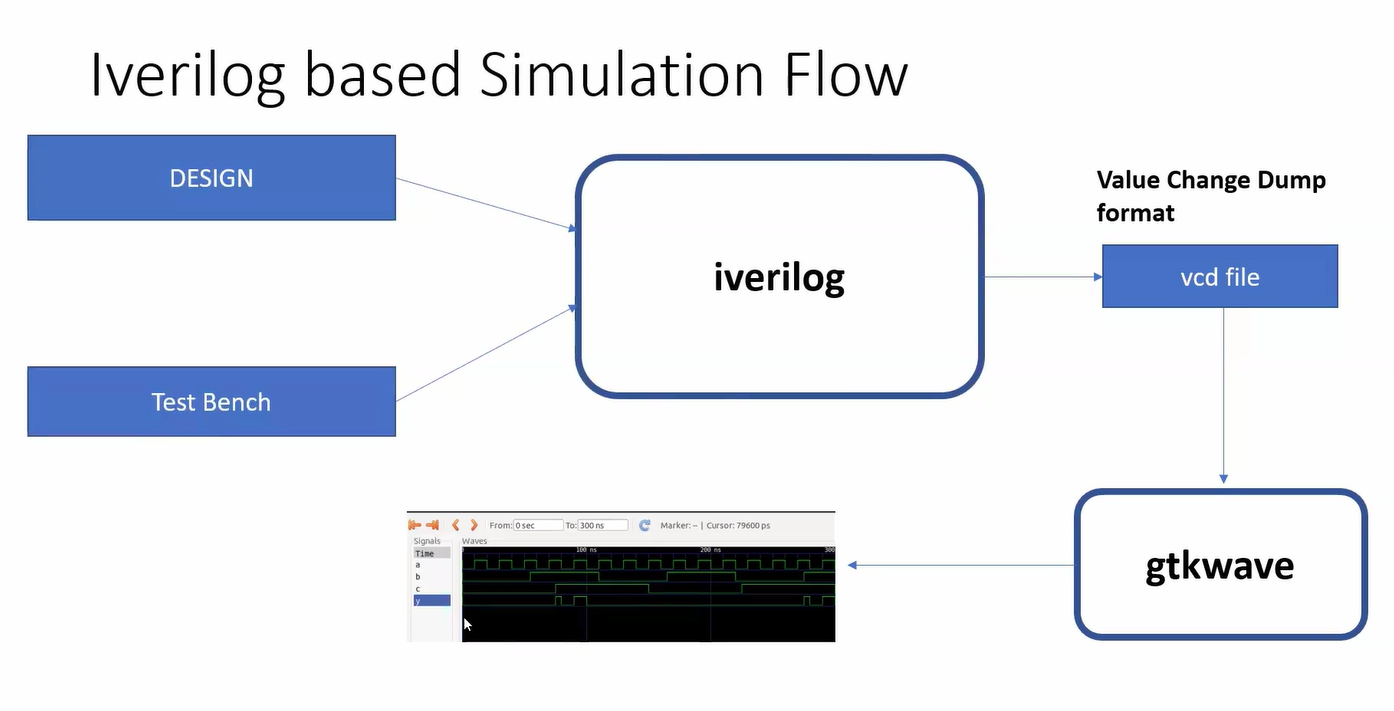 Iverilog based Simulation Flow
DESIGN
Value Change Dump
format
iverilog
vcd file
Test Bench
From: 0 sec To: 300 ns Marker: -- | Cursor: 79600 ps
Signals Waves
Time 100 ns 200 ns 300
a
b
c
y
gtkwave